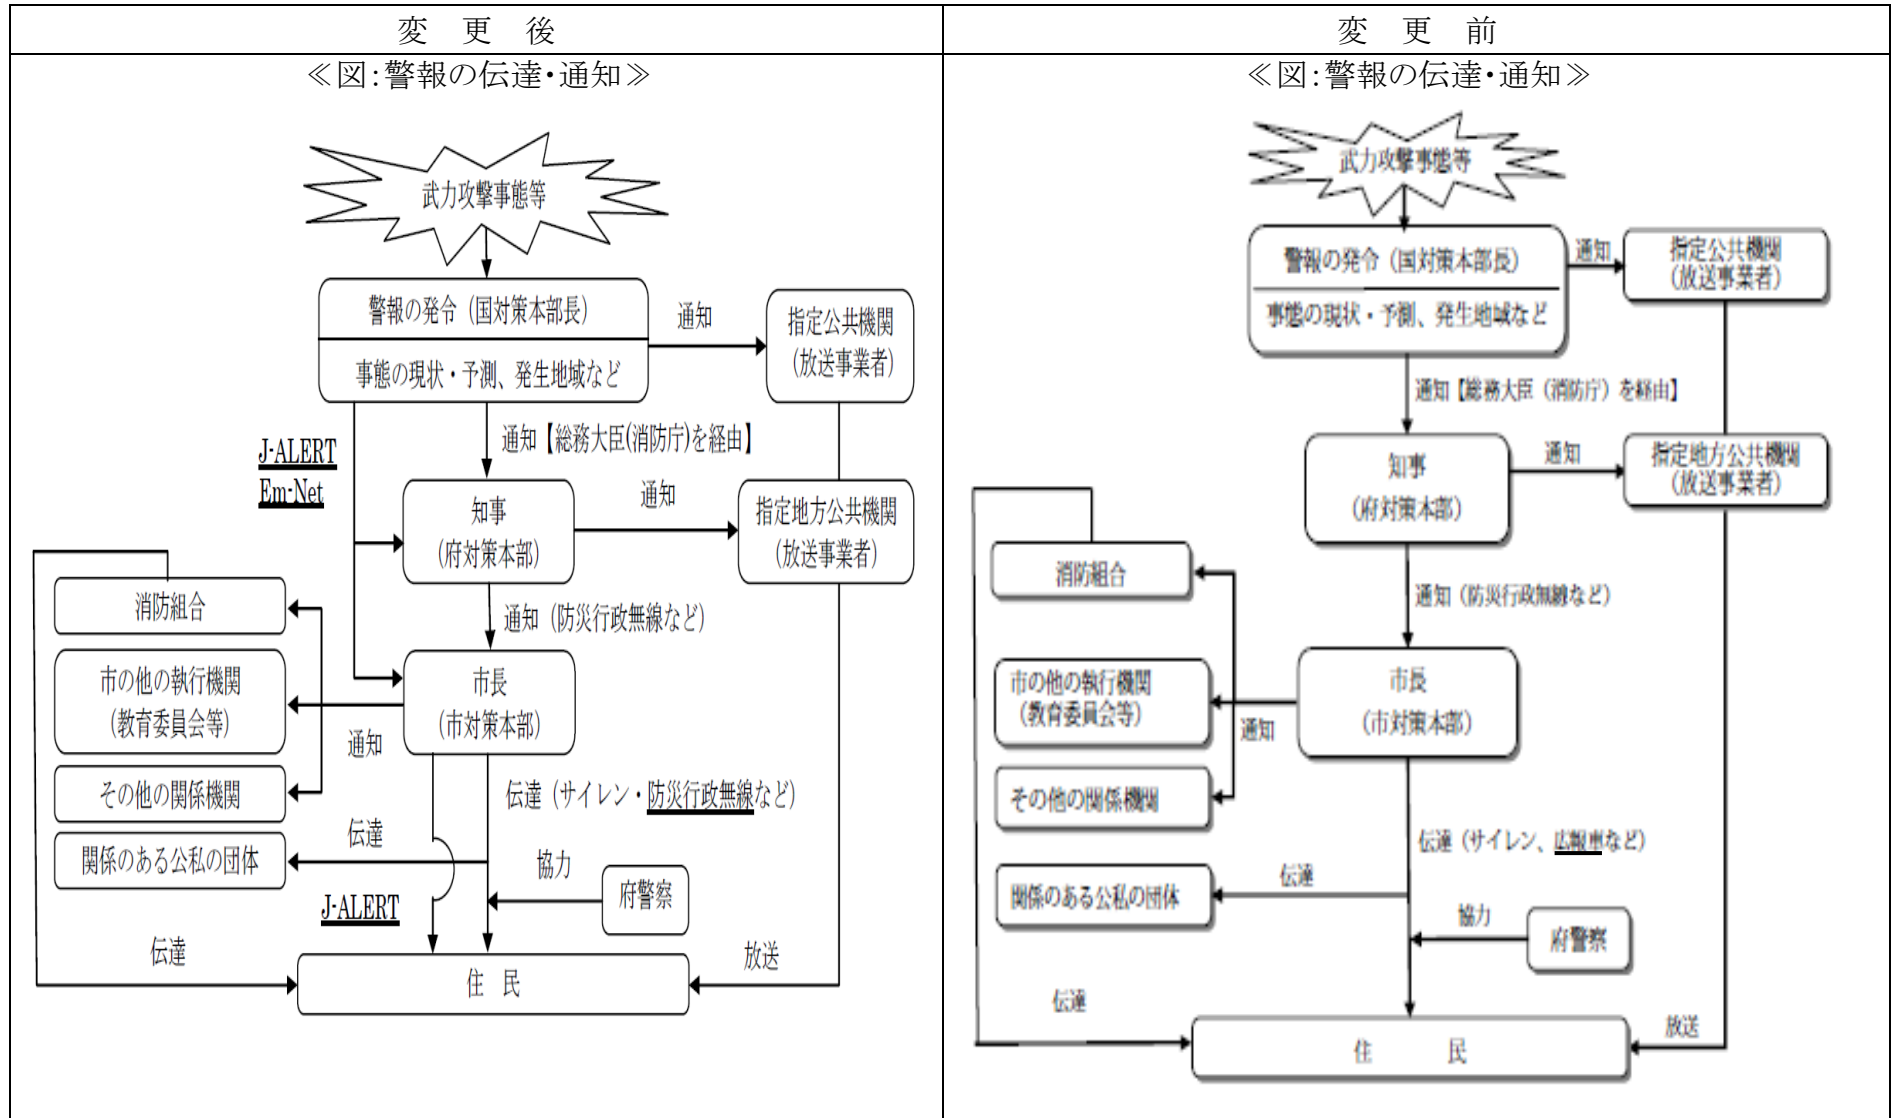 変 更 後
≪図:警報の伝達・通知≫
武力攻撃事態等
警報の発令（国対策本部長）
事態の現状・予測、発生地域など
通知
指定公共機関
（放送事業者）
J-ALERT
Em-Net
通知【総務大臣(消防庁)を経由】
知事
（府対策本部）
通知
指定地方公共機関
（放送事業者）
通知（防災行政無線など）
消防組合
市の他の執行機関
（教育委員会等）
その他の関係機関
関係のある公私の団体
市長
（市対策本部）
通知
伝達（サイレン・防災行政無線など）
伝達
協力
府警察
J-ALERT
伝達
放送
住 民
変 更 前
≪図:警報の伝達・通知≫
武力攻撃事態等
警報の発令（国対策本部長）
事態の現状・予測、発生地域など
通知
指定公共機関
（放送事業者）
通知【総務大臣（消防庁）を経由】
知事
（府対策本部）
通知
指定地方公共機関
（放送事業者）
通知（防災行政無線など）
消防組合
市の他の執行機関
（教育委員会等）
その他の関係機関
関係のある公私の団体
市長
（市対策本部）
通知
伝達（サイレン、広報車など）
伝達
協力
府警察
伝達
放送
住 民